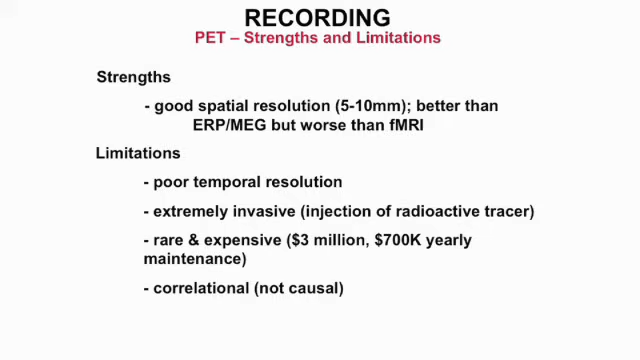 RECORDING
PET – Strengths and Limitations
Strengths
- good spatial resolution (5-10mm); better than
ERP/MEG but worse than fMRI
Limitations
- poor temporal resolution
- extremely invasive (injection of radioactive tracer)
- rare & expensive ($3 million, $700K yearly
maintenance)
- correlational (not causal)